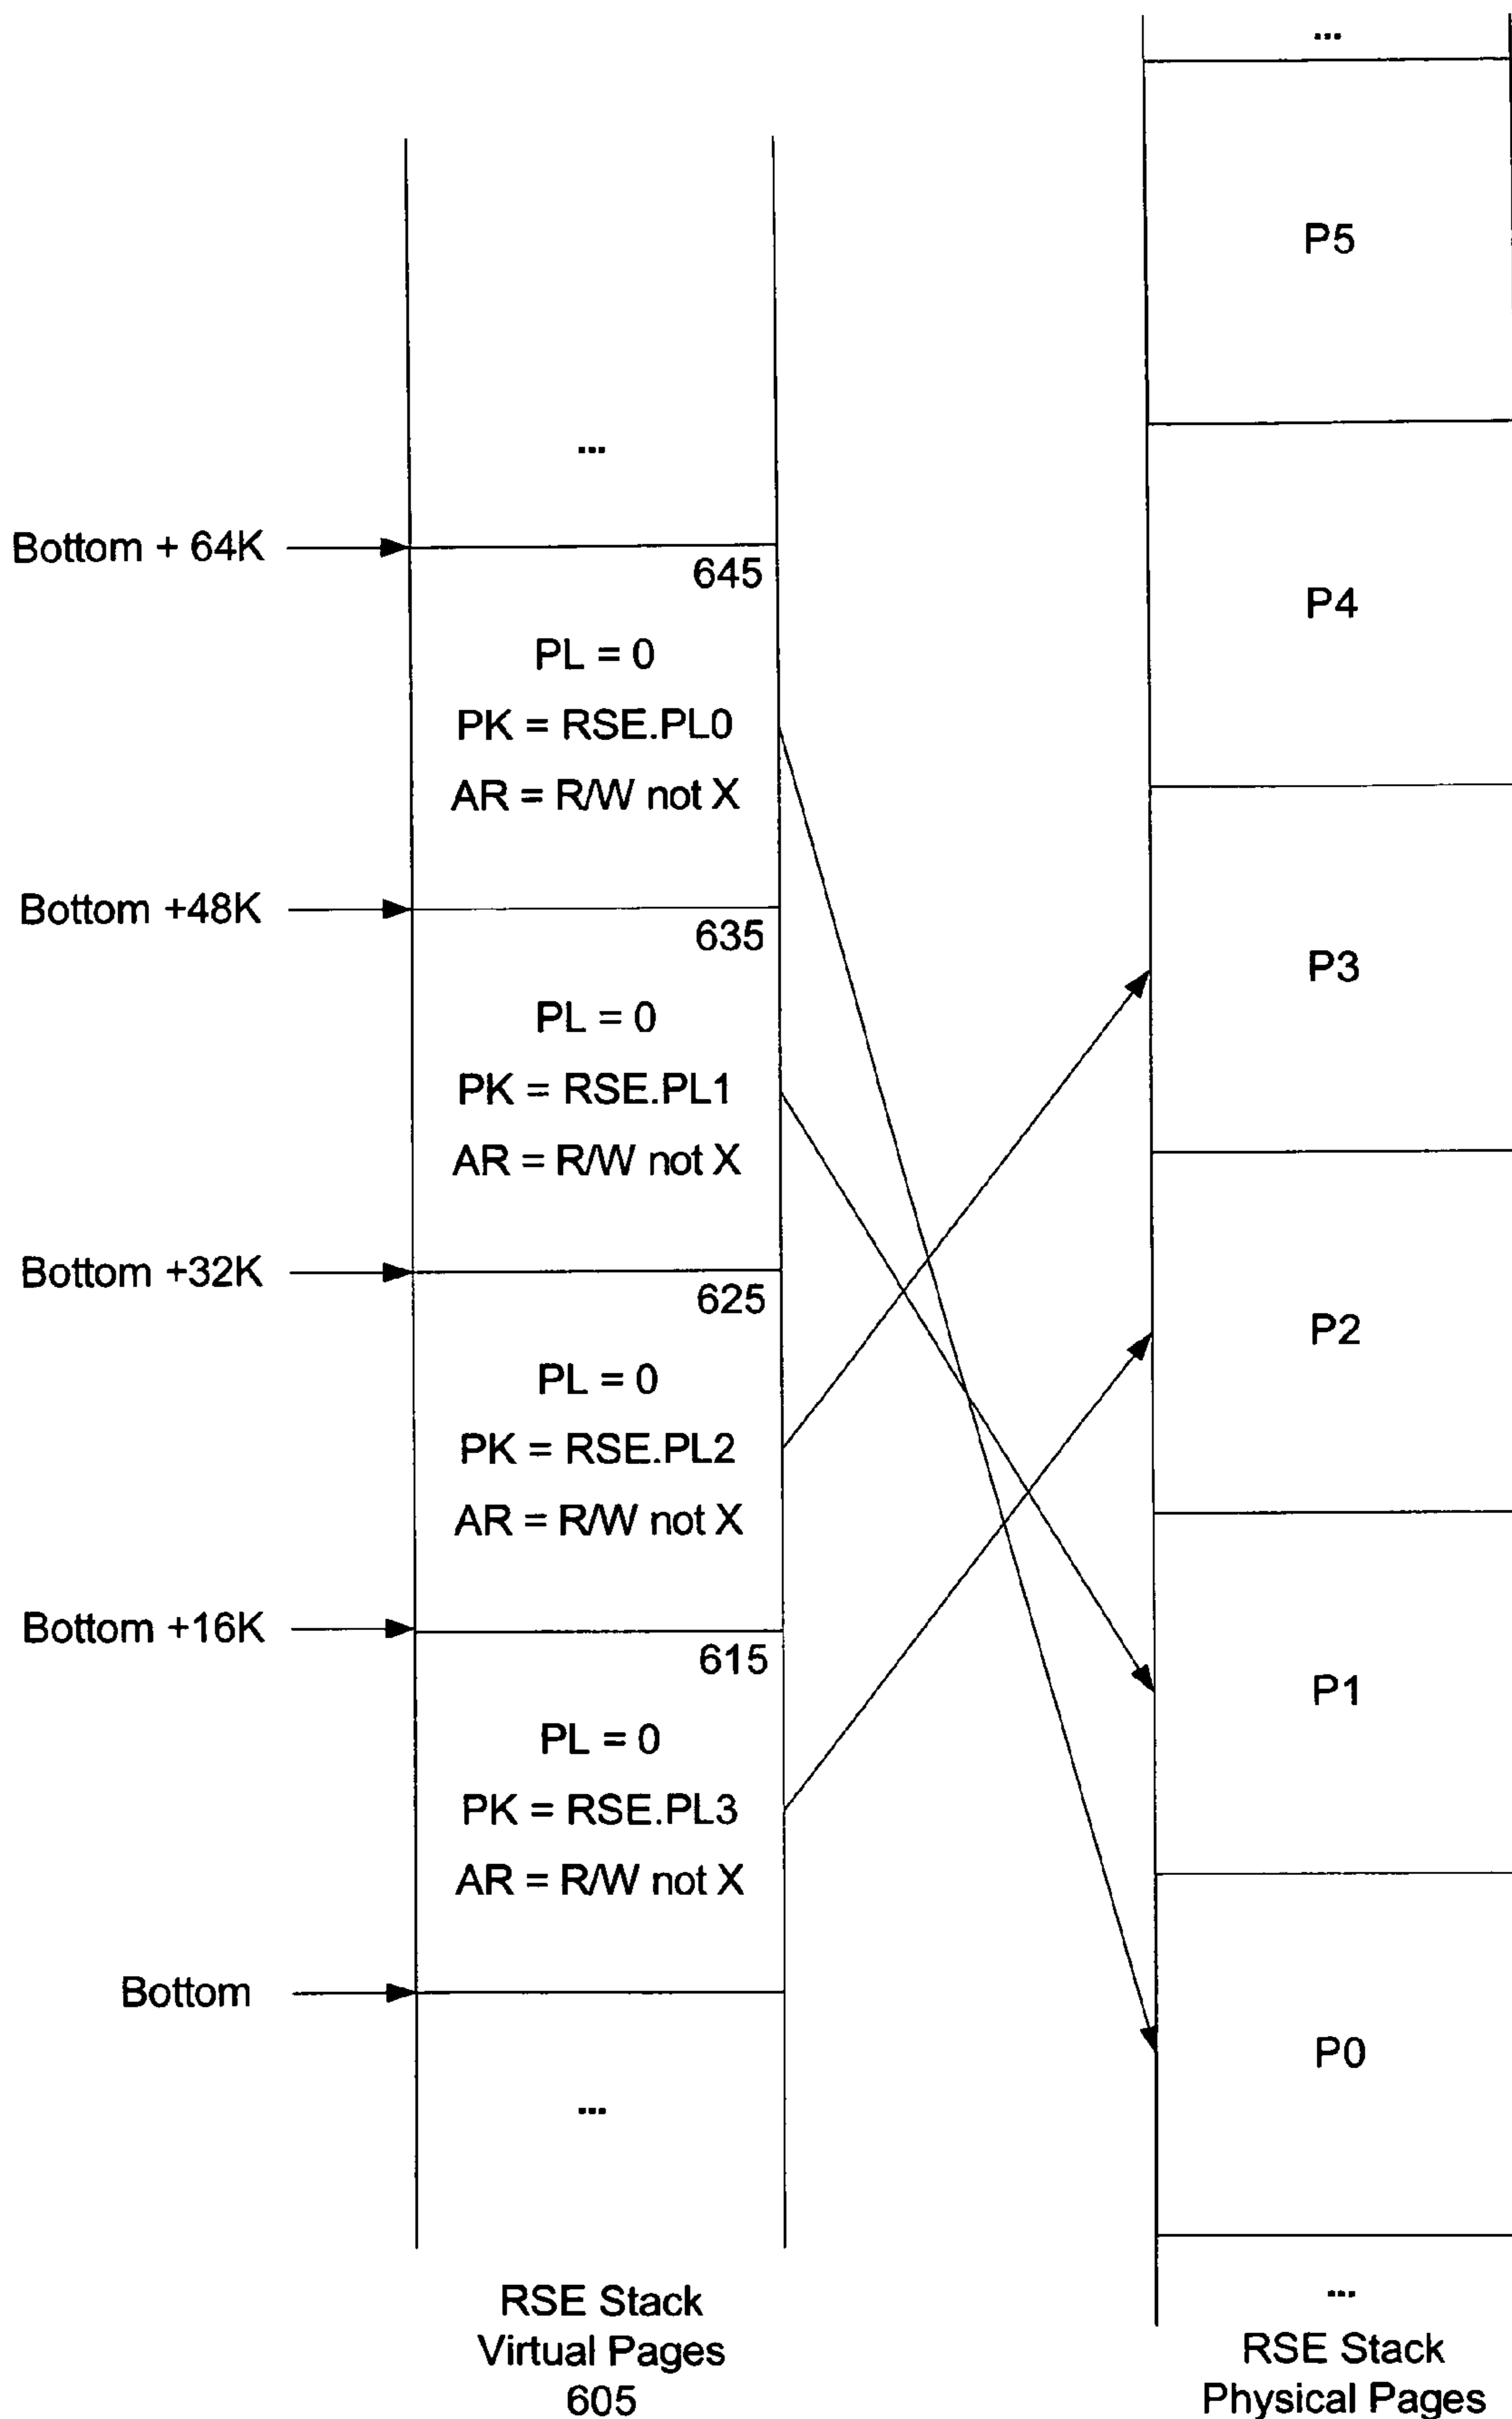 ...
P5
...
Bottom + 64K
645
P4
PL = 0
PK = RSE.PL0
AR = R/W not X
Bottom +48K
635
P3
PL = 0
PK = RSE.PL1
AR = R/W not X
Bottom +32K
625
P2
PL = 0
PK = RSE.PL2
AR = R/W not X
Bottom +16K
615
P1
PL = 0
PK = RSE.PL3
AR = R/W not X
Bottom
P0
...
RSE Stack
Virtual Pages
605
...
RSE Stack
Physical Pages